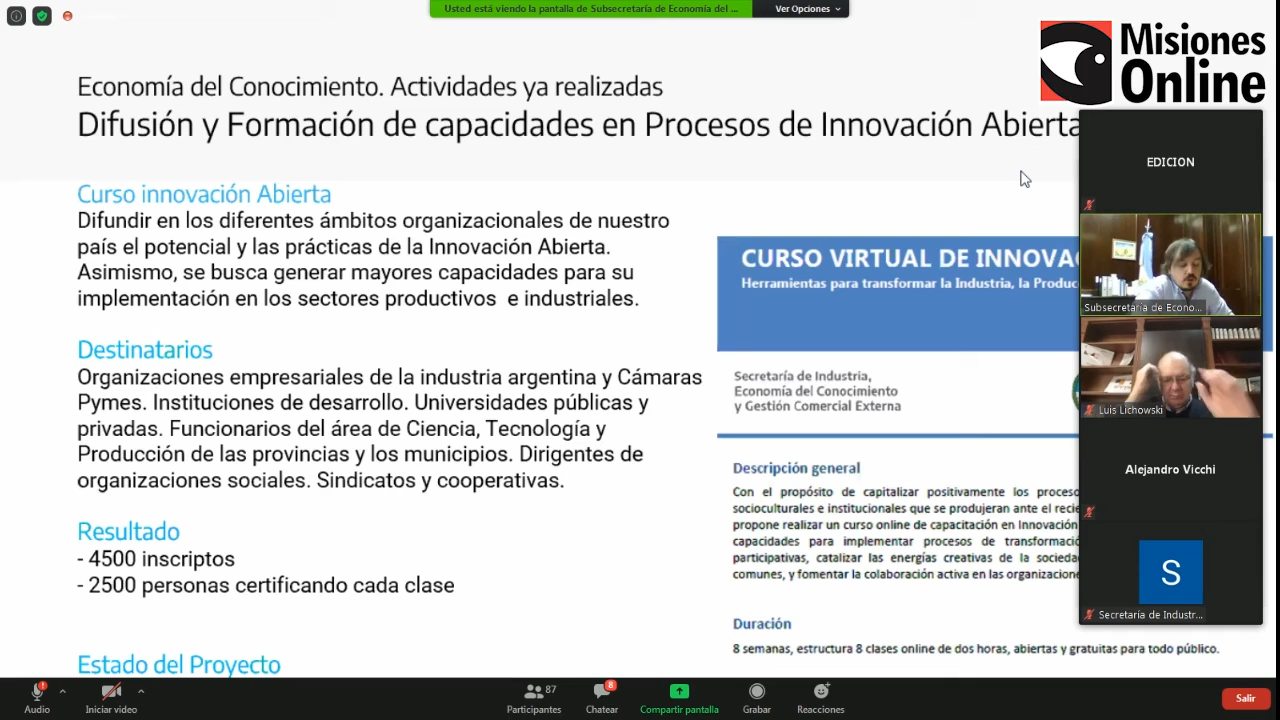 Usted está viendo la pantalla de Subsecretaría de Economía del ...
Ver Opciones
Misiones
Online
Economía del Conocimiento. Actividades ya realizadas
Difusión y Formación de capacidades en Procesos de Innovación Abierta
Curso innovación Abierta
Difundir en los diferentes ámbitos organizacionales de nuestro
país el potencial y las prácticas de la Innovación Abierta.
Asimismo, se busca generar mayores capacidades para su
implementación en los sectores productivos e industriales.
Destinatarios
Organizaciones empresariales de la industria argentina y Cámaras
Pymes. Instituciones de desarrollo. Universidades públicas y
privadas. Funcionarios del área de Ciencia, Tecnología y
Producción de las provincias y los municipios. Dirigentes de
organizaciones sociales. Sindicatos y cooperativas.
Resultado
- 4500 inscriptos
- 2500 personas certificando cada clase
Estado del Proyecto
CURSO VIRTUAL DE INNOVA
Herramientas para transformar la Industria, la Produc
Secretaría de Industria,
Economía del Conocimiento
y Gestión Comercial Externa
Descripción general
Con el propósito de capitalizar positivamente los proceso
socioculturales e institucionales que se produjeran ante el recie
propone realizar un curso online de capacitación en Innovación
capacidades para implementar procesos de transformació
participativas, catalizar las energías creativas de la socieda
comunes, y fomentar la colaboración activa en las organizacione
Duración
8 semanas, estructura 8 clases online de dos horas, abiertas y gratuitas para todo público.
EDICION
Subsecretaría de Econo...
Luis Lichowski
Alejandro Vicchi
S
Secretaría de Industr...
Audio
Iniciar video
87
Participantes
8
Chatear
Compartir pantalla
Grabar
Reacciones
Salir